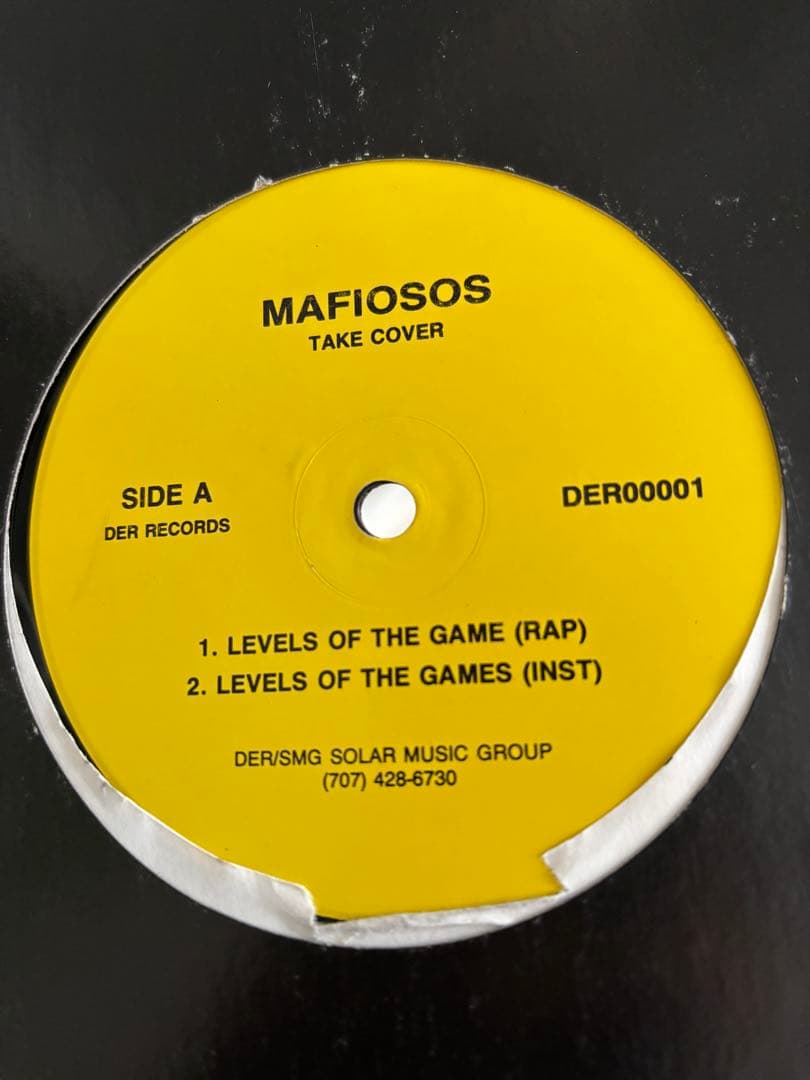 MAFIOSOS
TAKE COVER
SIDE A
DER RECORDS
DER00001
1. LEVELS OF THE GAME (RAP)
2. LEVELS OF THE GAMES (INST)
DER/SMG SOLAR MUSIC GROUP
(707) 428-6730